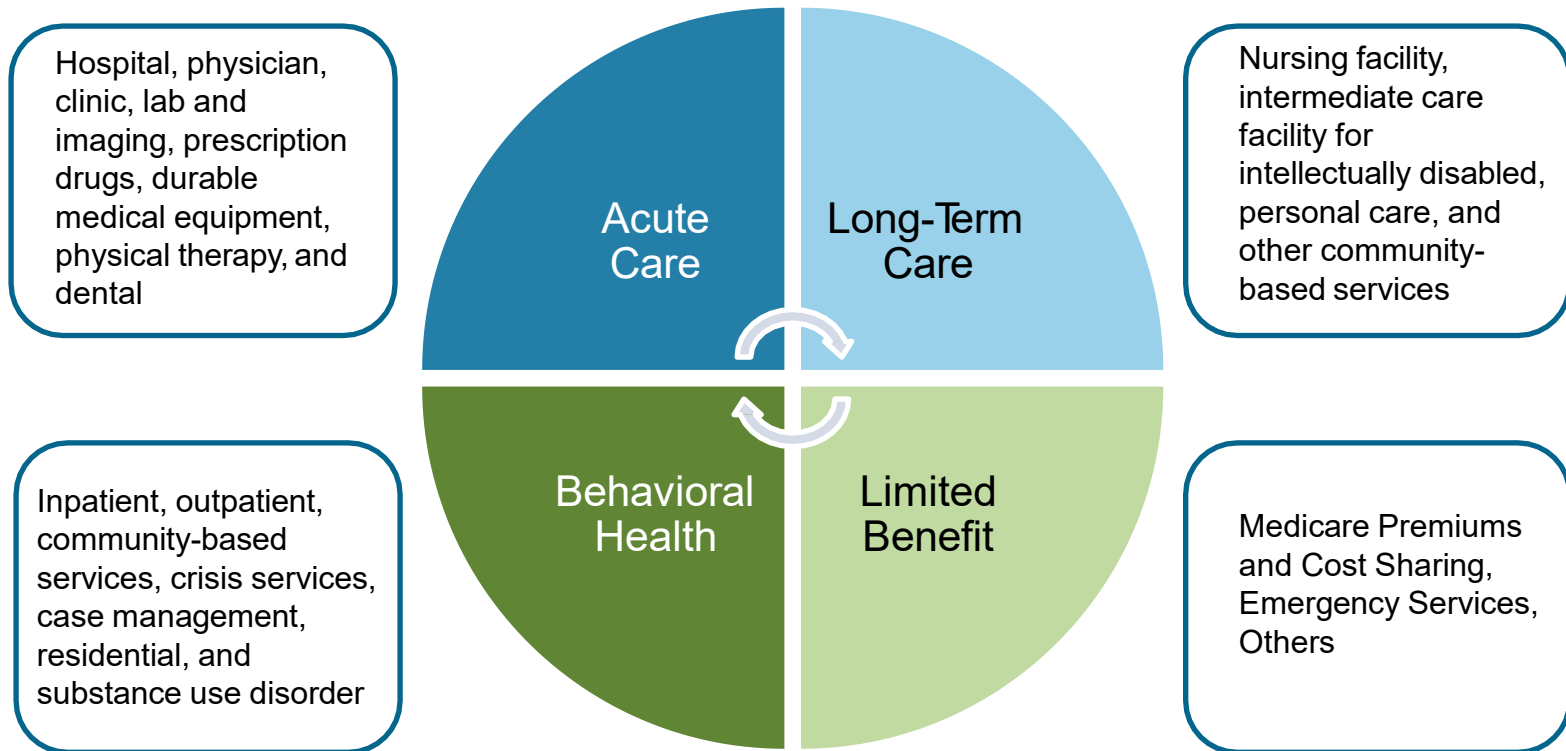 Hospital, physician,
clinic, lab and
imaging, prescription
drugs, durable
medical equipment,
physical therapy, and
dental
Acute
Care
Long-Term
Care
Nursing facility,
intermediate care
facility for
intellectually disabled,
personal care, and
other community-
based services
Inpatient, outpatient,
community-based
services, crisis services,
case management,
residential, and
substance use disorder
Behavioral
Health
Limited
Benefit
Medicare Premiums
and Cost Sharing,
Emergency Services,
Others